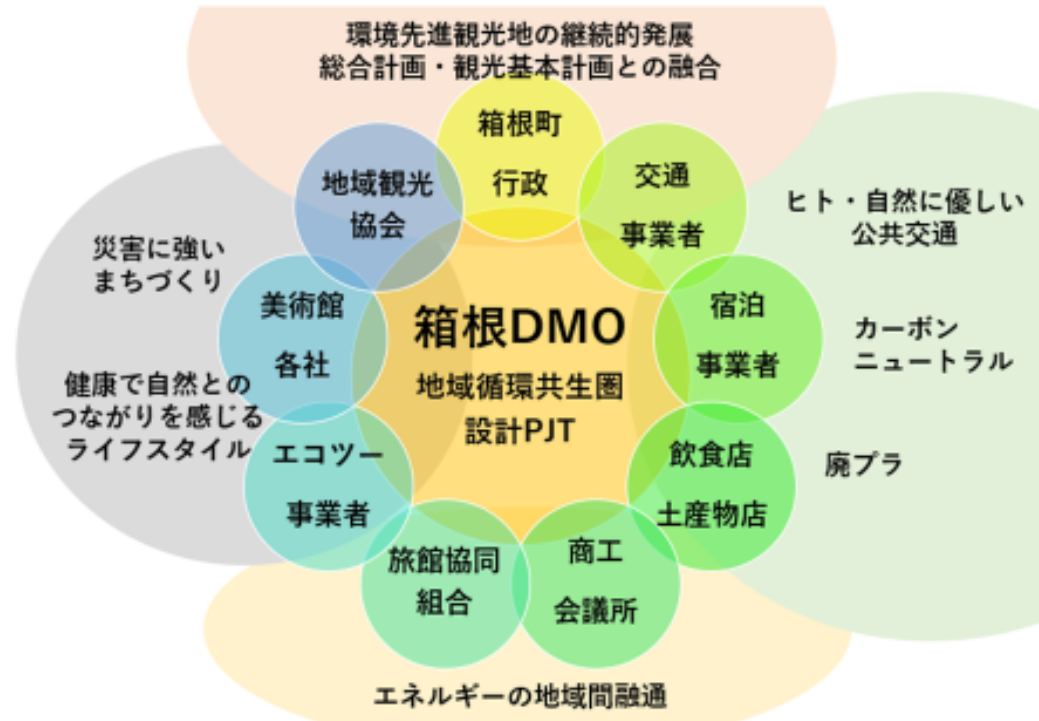 環境先進観光地の継続的発展
総合計画・観光基本計画との融合
箱根町
行政
交通
事業者
宿泊
事業者
飲食店
土産物店
商工
会議所
旅館協同
組合
エコツー
事業者
美術館
各社
地域観光
協会
箱根DMO
地域循環共生圏
設計PJT
ヒト・自然に優しい
公共交通
カーボン
ニュートラル
廃プラ
災害に強い
まちづくり
健康で自然との
つながりを感じる
ライフスタイル
エネルギーの地域間融通